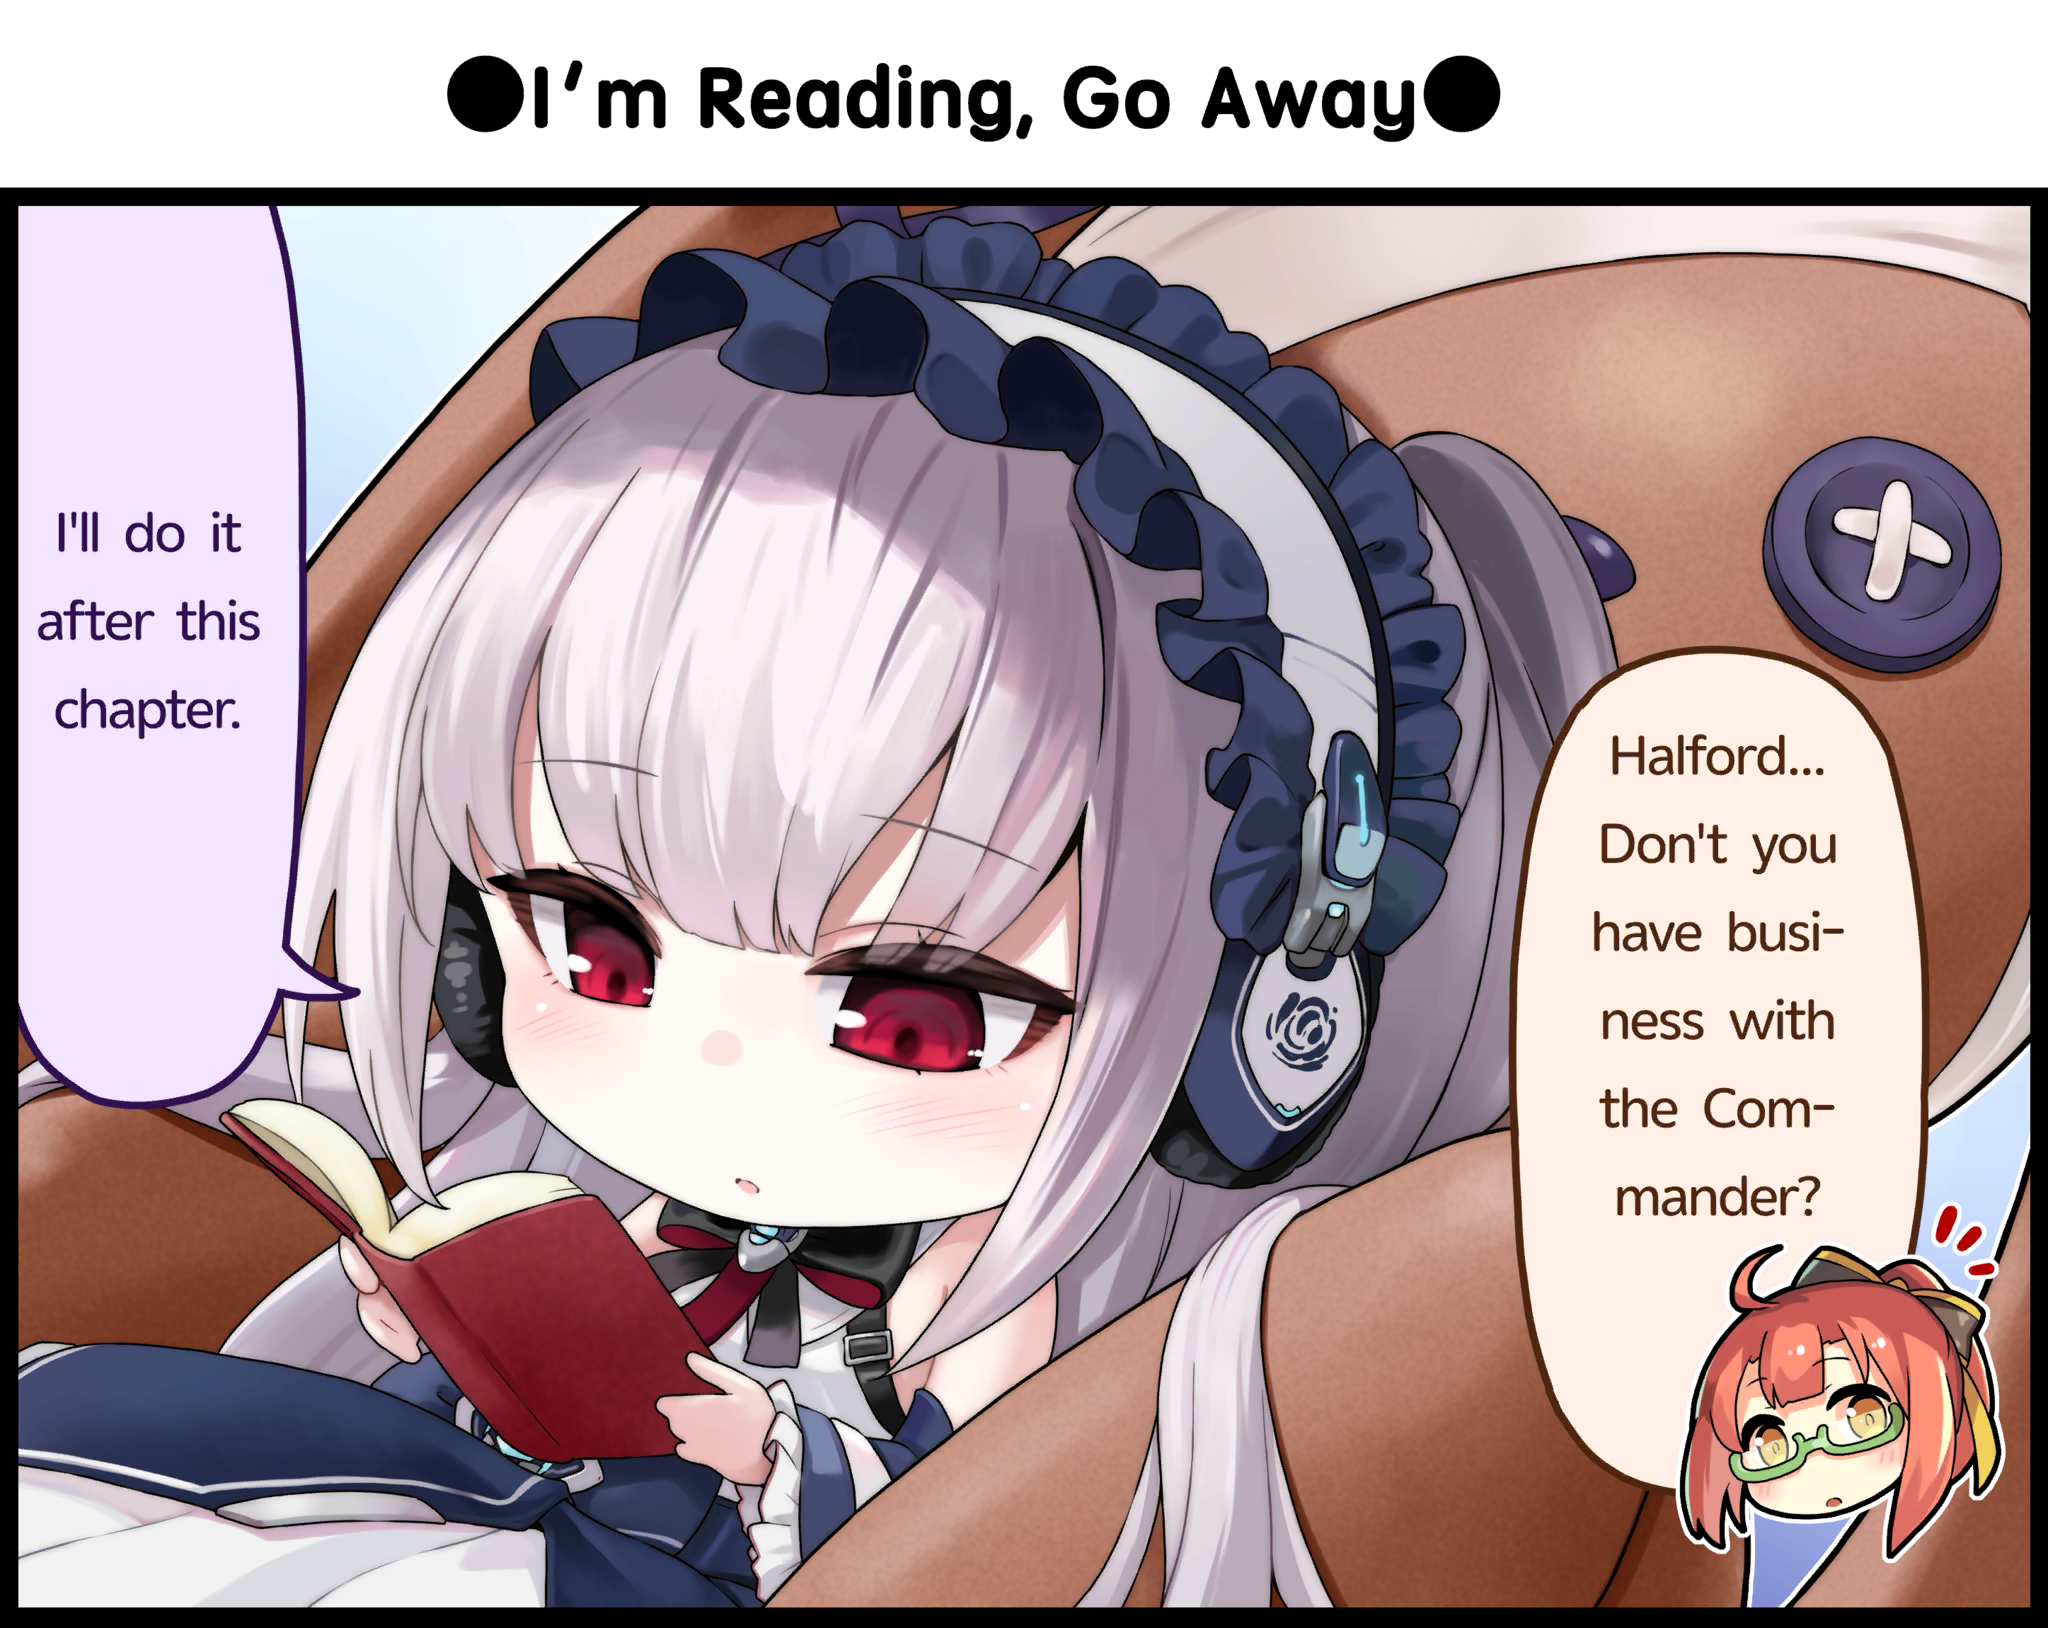 ●I'm Reading, Go Away●
Halford...
Don't you
have busi-
ness with
the Com-
mander?
I'll do it
after this
chapter.